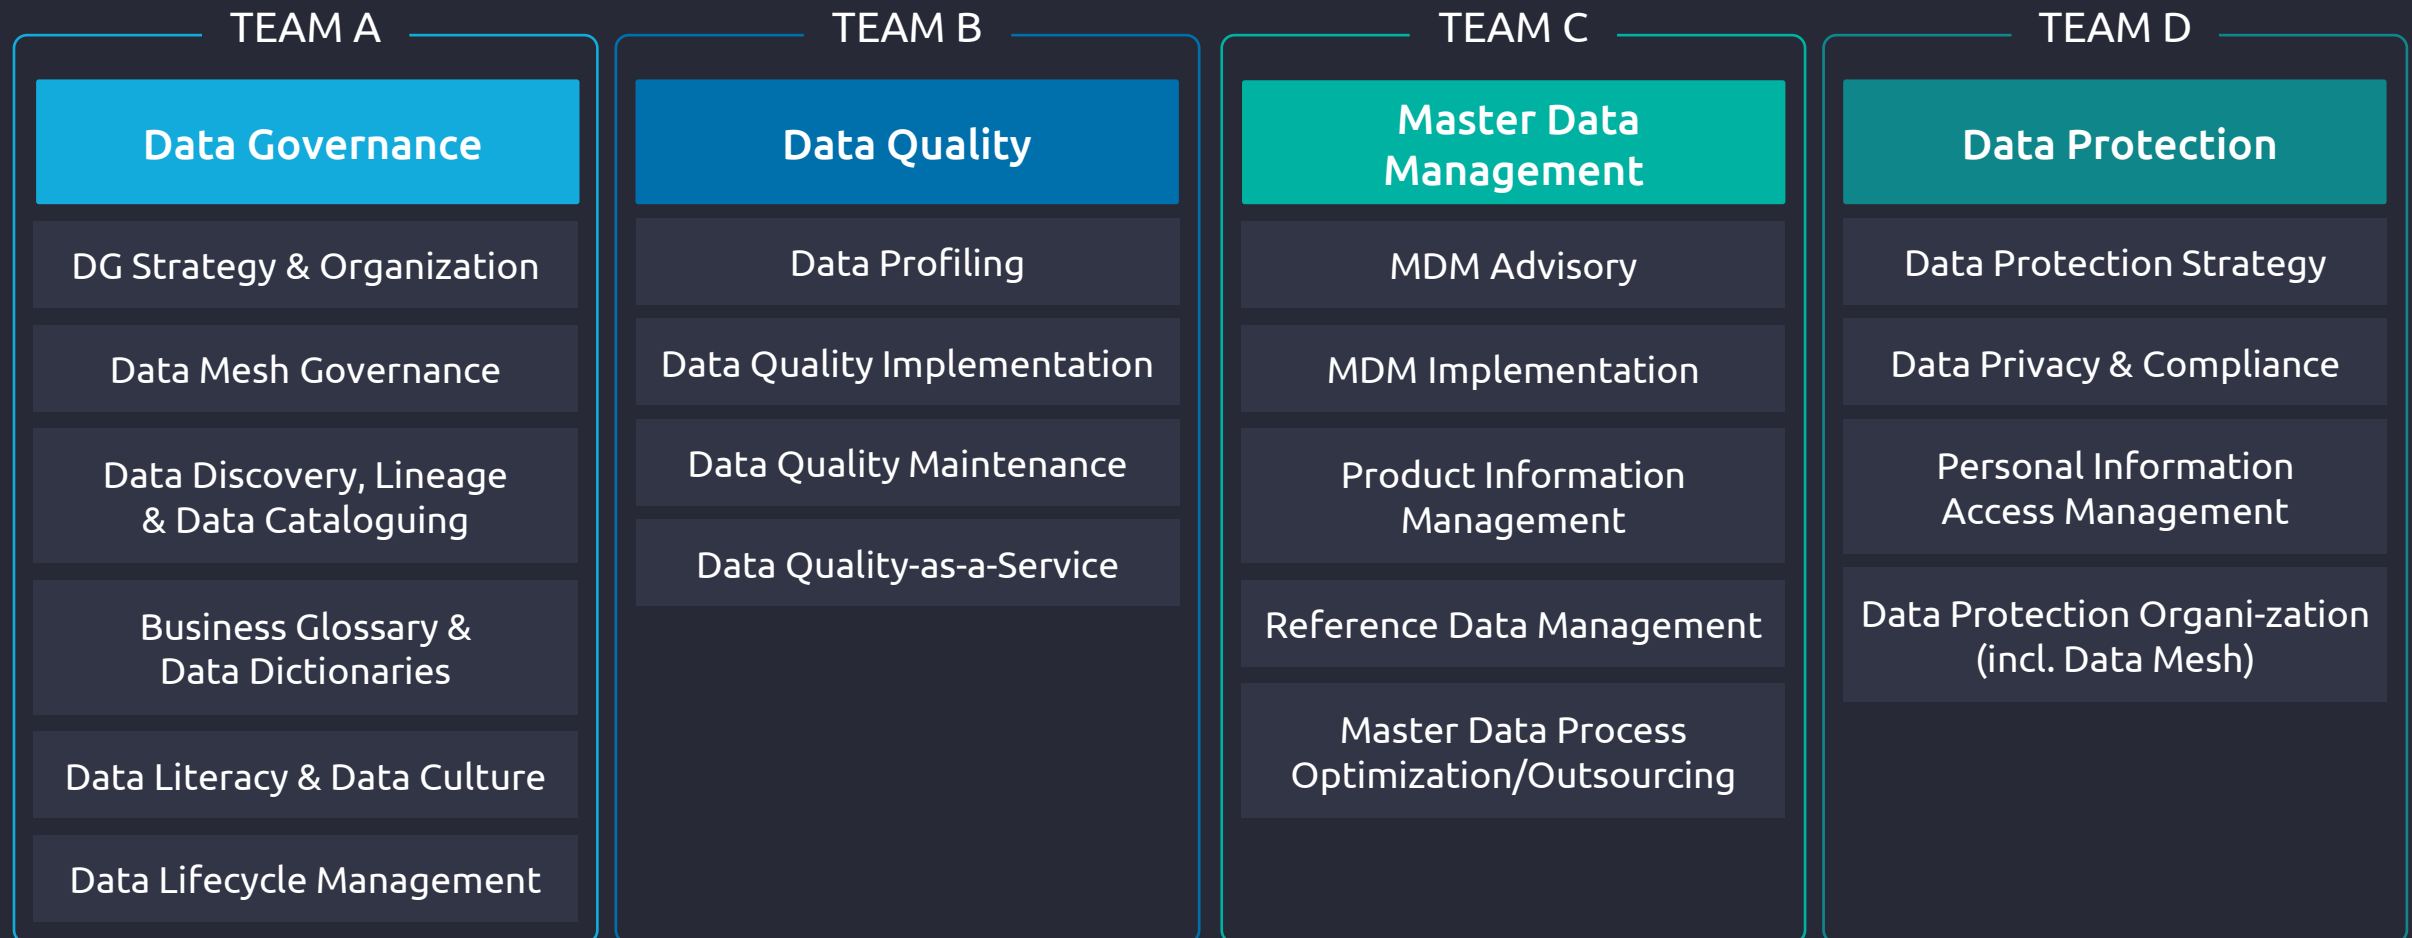 TEAM A
Data Governance
DG Strategy & Organization
Data Mesh Governance
Data Discovery, Lineage
& Data Cataloguing
Business Glossary &
Data Dictionaries
Data Literacy & Data Culture
Data Lifecycle Management
TEAM B
Data Quality
Data Profiling
Data Quality Implementation
Data Quality Maintenance
Data Quality-as-a-Service
TEAM C
Master Data
Management
MDM Advisory
MDM Implementation
Product Information
Management
Reference Data Management
Master Data Process
Optimization/Outsourcing
TEAM D
Data Protection
Data Protection Strategy
Data Privacy & Compliance
Personal Information
Access Management
Data Protection Organi-zation
(incl. Data Mesh)